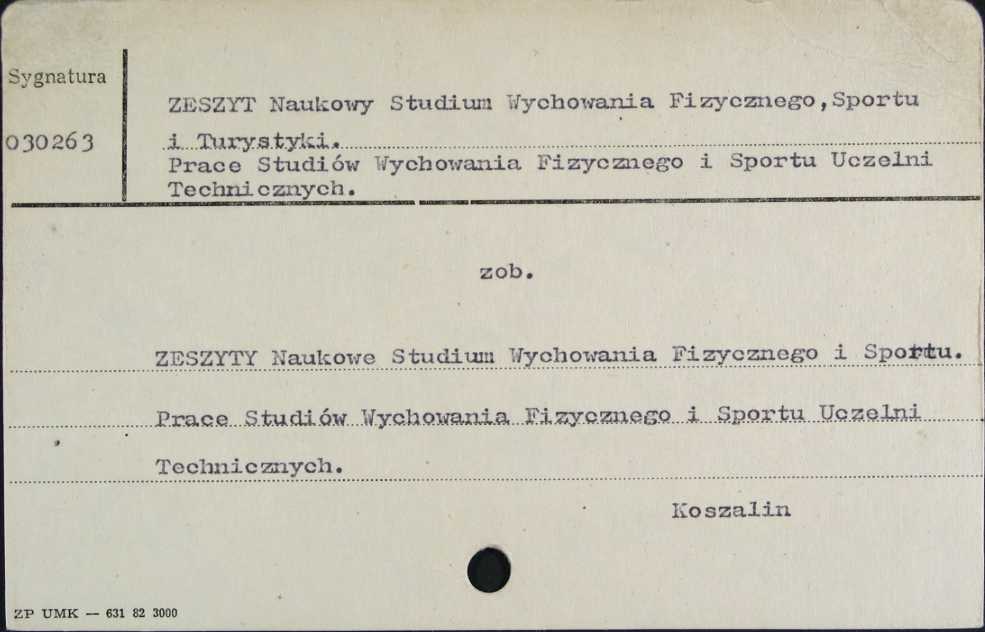 Sygnatura
030263
ZESZYT Naukowy Studium Wychowania Fizycznego,Sportu
i Turystyki.
Prace Studiów Wychowania Fizycznego i Sportu Uczelni
Technicznych.
zob.
ZESZYTY Naukowe Studium Wychowania Fizycznego i Sportu.
Prace Studiów Wychowania Fizycznego i Sportu Uczelni
Technicznych.
Koszalin
ZP UMK — 631 82 3000